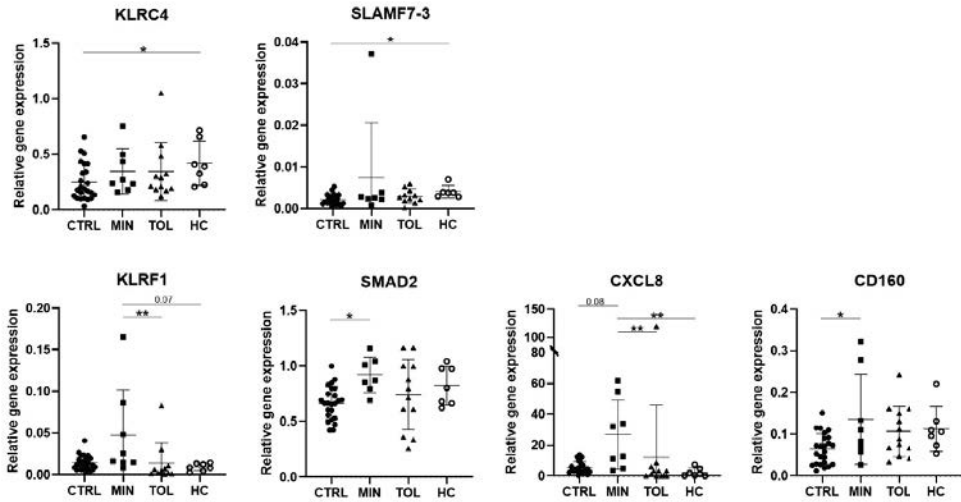 KLRC4
SLAMF7-3
Relative gene expression
1.5
1.0
0.5
0.0
*
CTRL MIN TOL HC
Relative gene expression
0.04
0.03
0.02
0.01
0.00
*
CTRL MIN TOL HC
KLRF1
SMAD2
CXCL8
CD160
Relative gene expression
0.20
0.15
0.10
0.05
0.00
0.07
**
CTRL MIN TOL HC
Relative gene expression
1.5
1.0
0.5
0.0
*
CTRL MIN TOL HC
Relative gene expression
150
100
80
60
40
20
0
0.08
**
**
CTRL MIN TOL HC
Relative gene expression
0.4
0.3
0.2
0.1
0.0
*
CTRL MIN TOL HC